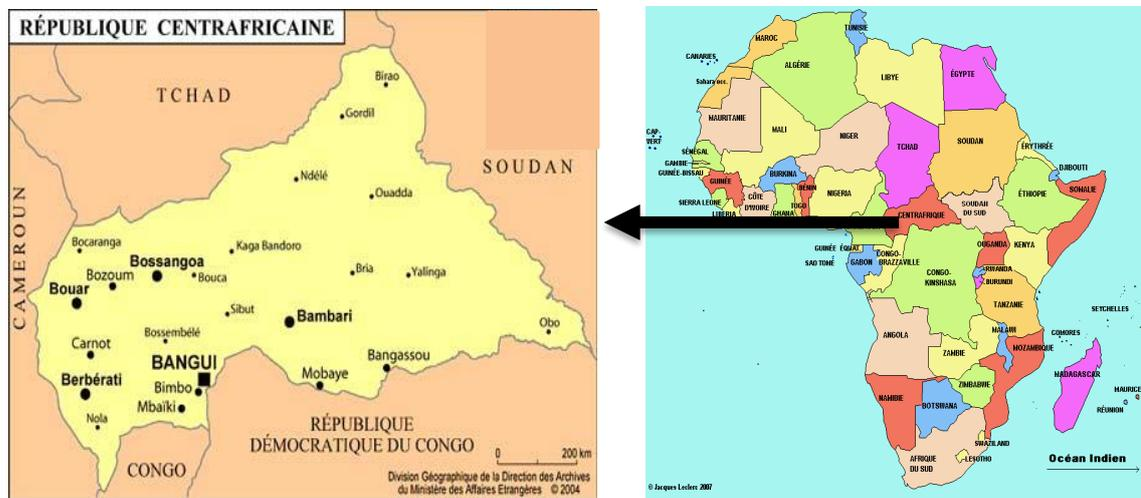 RÉPUBLIQUE CENTRAFRICAINE
TCHAD
Birao
Gordil
SOUDAN
Ndélé
Ouadda
CAMEROUN
Bocaranga
Kaga Bandoro
Bozoum
Bossangoa
Bouca
Bria
Yalinga
Bouar
Sibut
Bambari
Obo
Bossembélé
Carnot
BANGUI
Bangassou
Berbérati
Bimbo
Mobaye
Mbaïki
Nola
RÉPUBLIQUE
DÉMOCRATIQUE DU CONGO
CONGO
0 200 km
Division Géographique de la Direction des Archives
du Ministère des Affaires Etrangères © 2004
TUNISIE
MAROC
CANARIES
ALGÉRIE
LIBYE
ÉGYPTE
Sahara occ.
MAURITANIE
MALI
NIGER
TCHAD
SOUDAN
ÉRYTHRÉE
CAP-
VERT
SÉNÉGAL
GAMBIE
GUINÉE-BISSAU
GUINÉE
BURKINA
DJIBOUTI
BÉNIN
NIGERIA
ÉTHIOPIE
SOMALIE
SIERRA LEONE
CÔTE
D'IVOIRE
GHANA
TOGO
LIBERIA
CENTRAFRIQUE
SOUDAN
DU SUD
GUINÉE ÉQUAT
SAO TOMÉ
GABON
CONGO-
BRAZZAVILLE
CONGO-
KINSHASA
OUGANDA
KENYA
RWANDA
BURUNDI
TANZANIE
SEYCHELLES
COMORES
ANGOLA
ZAMBIE
MALAWI
MOZAMBIQUE
MADAGASCAR
MAURICE
RÉUNION
NAMIBIE
BOTSWANA
ZIMBABWE
SWAZILAND
LESOTHO
AFRIQUE
DU SUD
Océan Indien
© Jacques Leclerc 2007